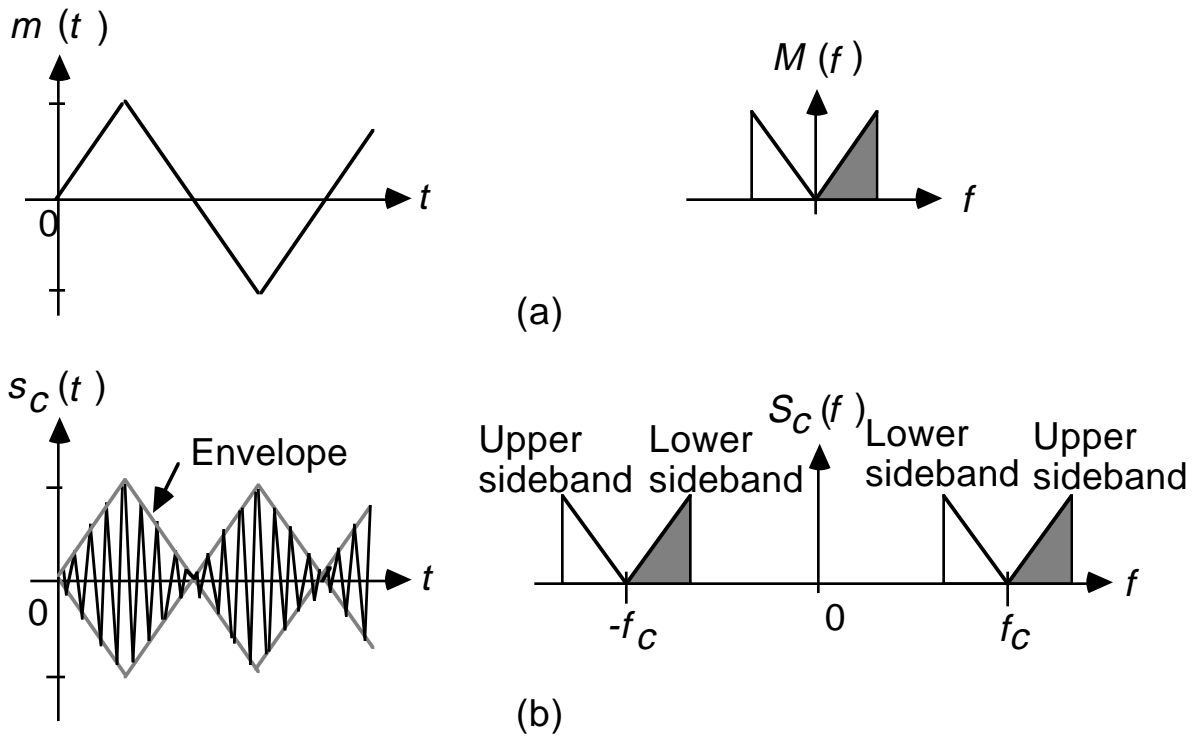 m (t)
M (f)
t
f
0
(a)
s_c (t)
S_c (f)
Envelope
Upper sideband
Lower sideband
Lower sideband
Upper sideband
t
f
0
0
-f_c
f_c
(b)